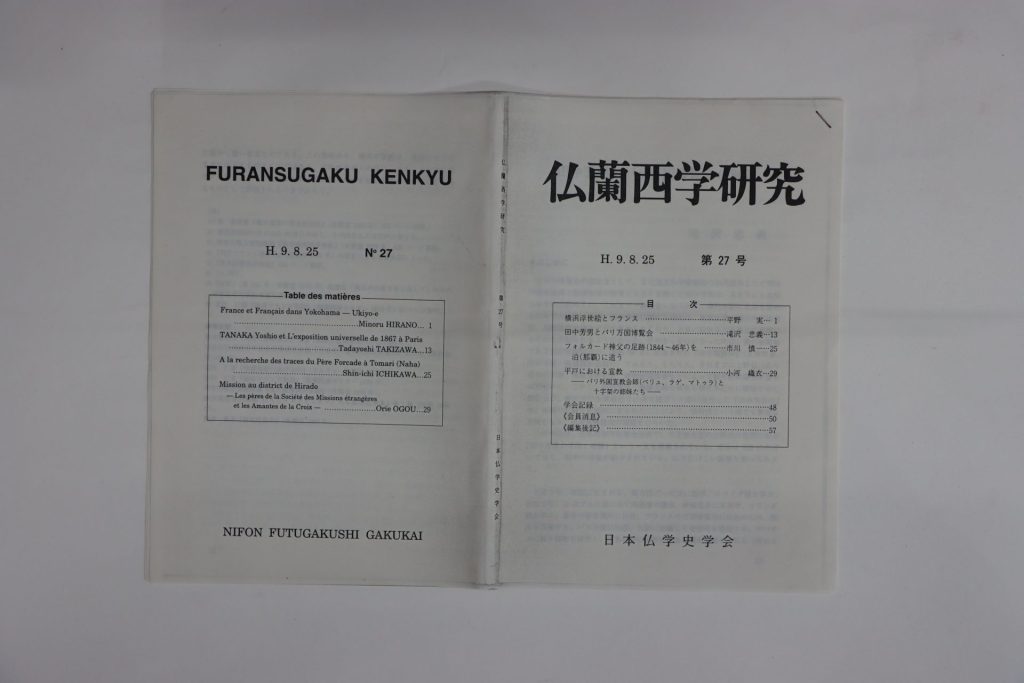 FURANSUGAKU KENKYU
H. 9. 8. 25 N° 27
Table des matières
France et Français dans Yokohama — Ukiyo-e
Minoru HIRANO… 1
TANAKA Yoshio et L'exposition universelle de 1867 à Paris
Tadayoshi TAKIZAWA…13
A la recherche des traces du Père Forcade à Tomari (Naha)
Shin-ichi ICHIKAWA…25
Mission au district de Hirado
— Les pères de la Société des Missions étrangères
et les Amantes de la Croix — …Orie OGOU…29
NIFON FUTUGAKUSHI GAKUKAI
仏蘭西学研究 第27号 日本仏学史学会
仏蘭西学研究
H. 9. 8. 25 第 27 号
目 次
横浜浮世絵とフランス …平野 実… 1
田中芳男とパリ万国博覧会 …滝沢 忠義…13
フォルカード神父の足跡(1844～46年)を …市川 慎一…25
泊(那覇)に追う
平戸における宣教 …小河 織衣…29
——パリ外国宣教会師(ペリュ、ラゲ、マトゥラ)と
十字架の姉妹たち——
学会記録 …48
《会員消息》 …50
《編集後記》 …57
日本仏学史学会